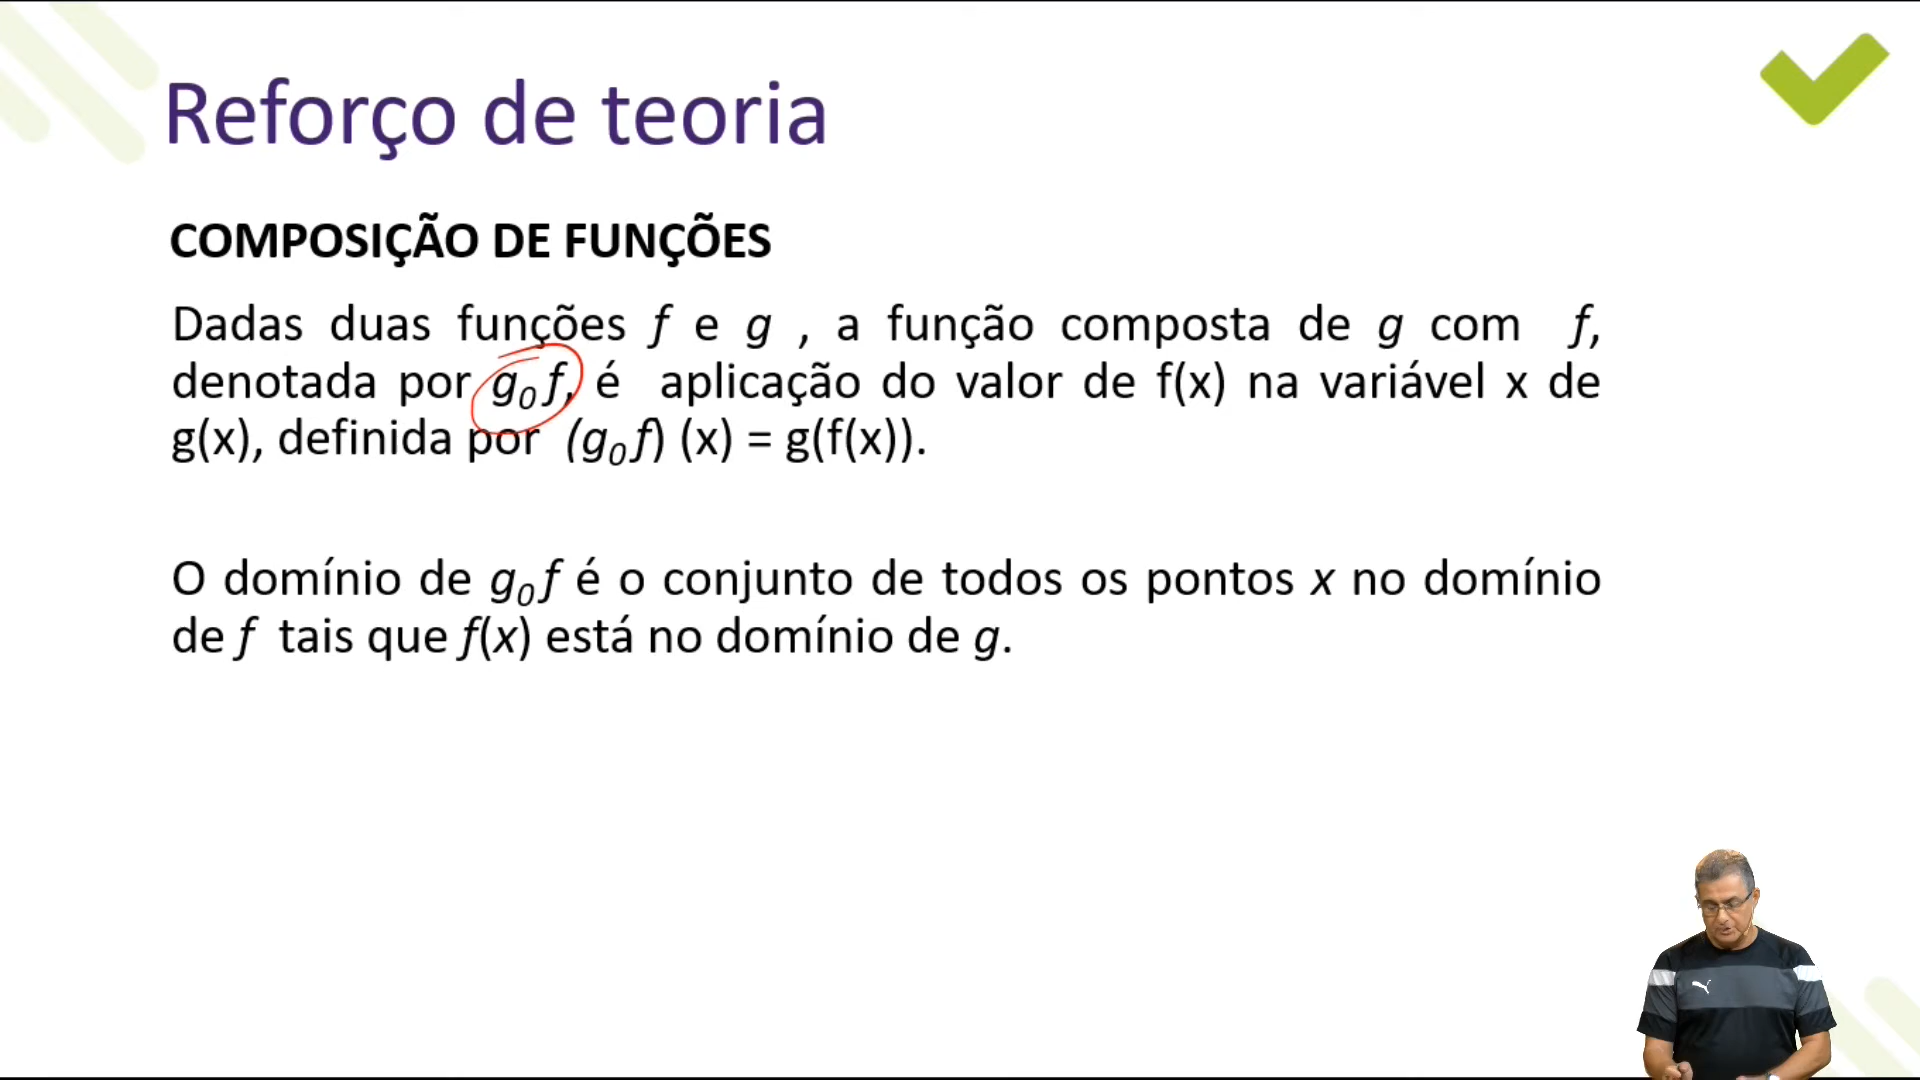 Reforço de teoria
COMPOSIÇÃO DE FUNÇÕES
Dadas duas funções f e g , a função composta de g com f,
denotada por g₀f, é aplicação do valor de f(x) na variável x de
g(x), definida por (g₀f) (x) = g(f(x)).
O domínio de g₀f é o conjunto de todos os pontos x no domínio
de f tais que f(x) está no domínio de g.